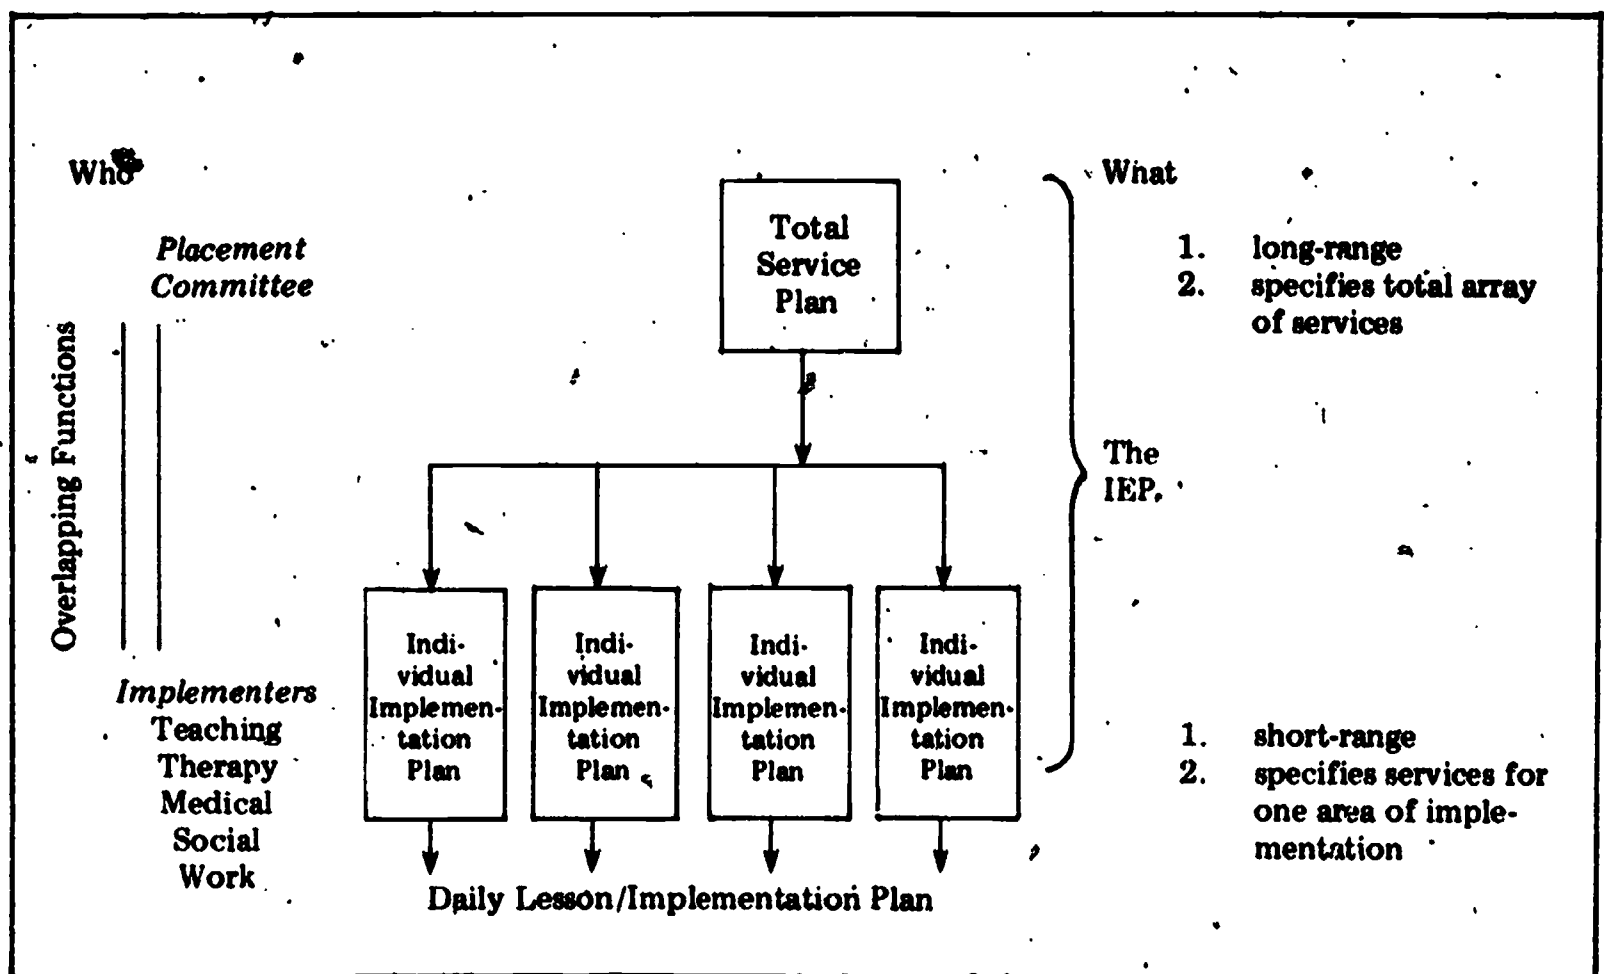 Who
Placement
Committee
Overlapping Functions
Implementers
Teaching
Therapy
Medical
Social
Work
Total
Service
Plan
Indi-
vidual
Implemen-
tation
Plan
Indi-
vidual
Implemen-
tation
Plan
Indi-
vidual
Implemen-
tation
Plan
Indi-
vidual
Implemen-
tation
Plan
Daily Lesson/Implementation Plan
What
1. long-range
2. specifies total array
of services
The
IEP
1. short-range
2. specifies services for
one area of imple-
mentation